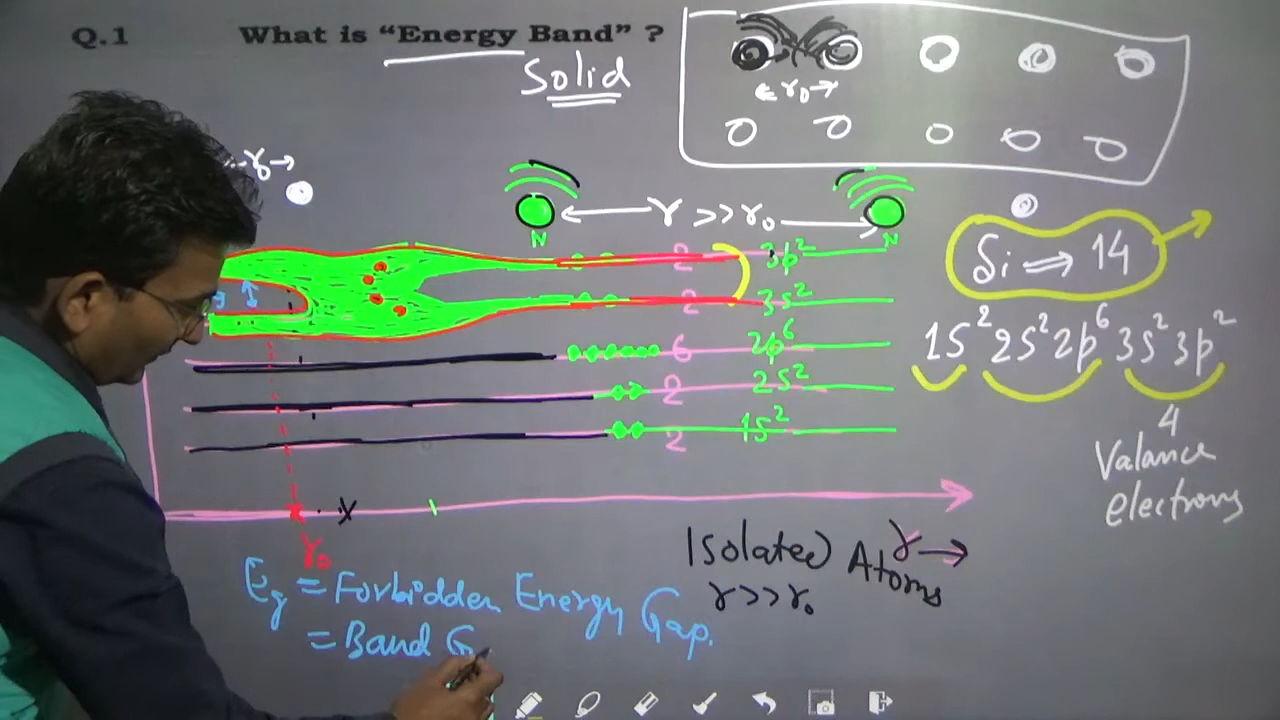 Q.1 What is “Energy Band” ?
Solid
← r₀ →
r →
← r >> r₀ →
N N
Si ⇒ 14
1S² 2S² 2p⁶ 3S² 3p²
4
Valance
electrons
2 3p²
2 3s²
6 2p⁶
2 2s²
2 1s²
x
r₀
Isolated Atoms
r >> r₀
r →
Eg = Forbidden Energy Gap.
= Band G